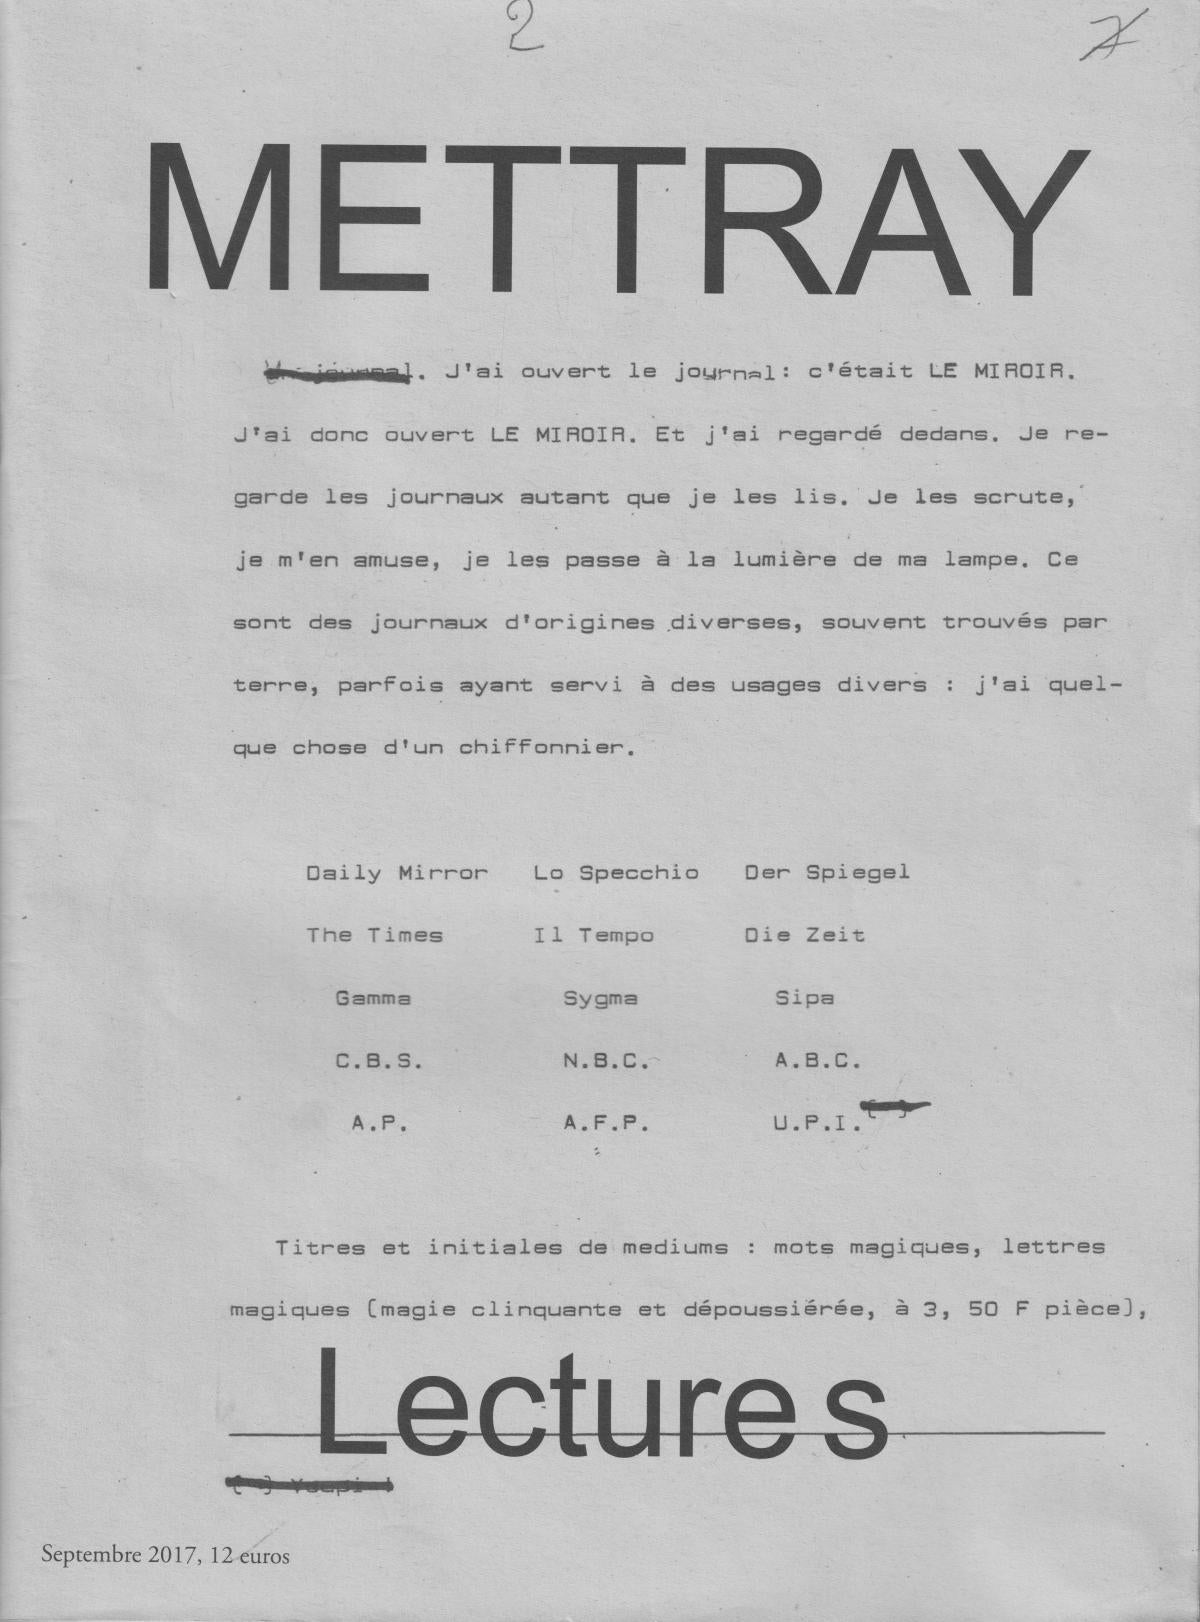 2 7
METTRAY
Un journal. J'ai ouvert le journal: c'était LE MIROIR.
J'ai donc ouvert LE MIROIR. Et j'ai regardé dedans. Je re-
garde les journaux autant que je les lis. Je les scrute,
je m'en amuse, je les passe à la lumière de ma lampe. Ce
sont des journaux d'origines diverses, souvent trouvés par
terre, parfois ayant servi à des usages divers : j'ai quel-
que chose d'un chiffonnier.
Daily Mirror Lo Specchio Der Spiegel
The Times Il Tempo Die Zeit
Gamma Sygma Sipa
C.B.S. N.B.C. A.B.C.
A.P. A.F.P. U.P.I.
Titres et initiales de mediums : mots magiques, lettres
magiques (magie clinquante et dépoussiérée, à 3, 50 F pièce),
Lectures
Septembre 2017, 12 euros